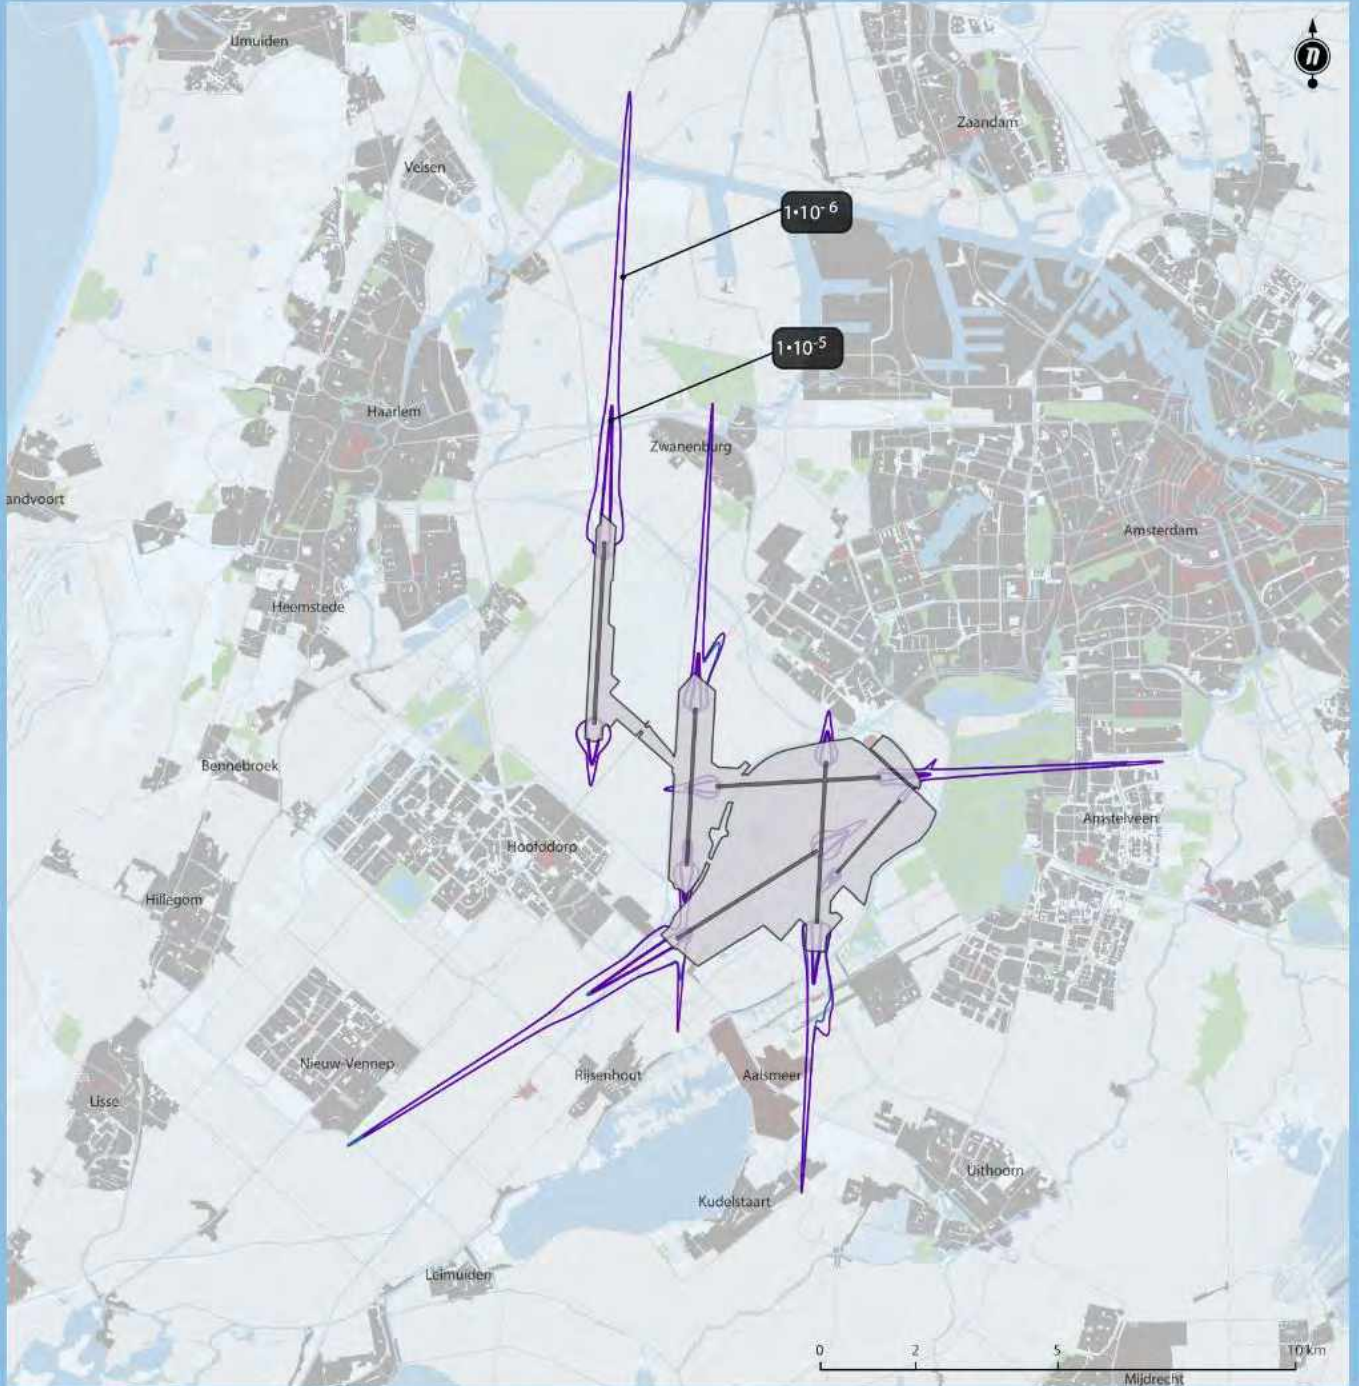 IJmuiden
Zaandam
Velsen
1•10-6
1•10-5
Haarlem
Zwanenburg
andvoort
Amsterdam
Heemstede
Bennebroek
Amstelveen
Hoofddorp
Hillegom
Nieuw-Vennep
Rijsenhout
Aalsmeer
Lisse
Uithoorn
Kudelstaart
Leimuiden
0 2 5 10 km
Mijdrecht